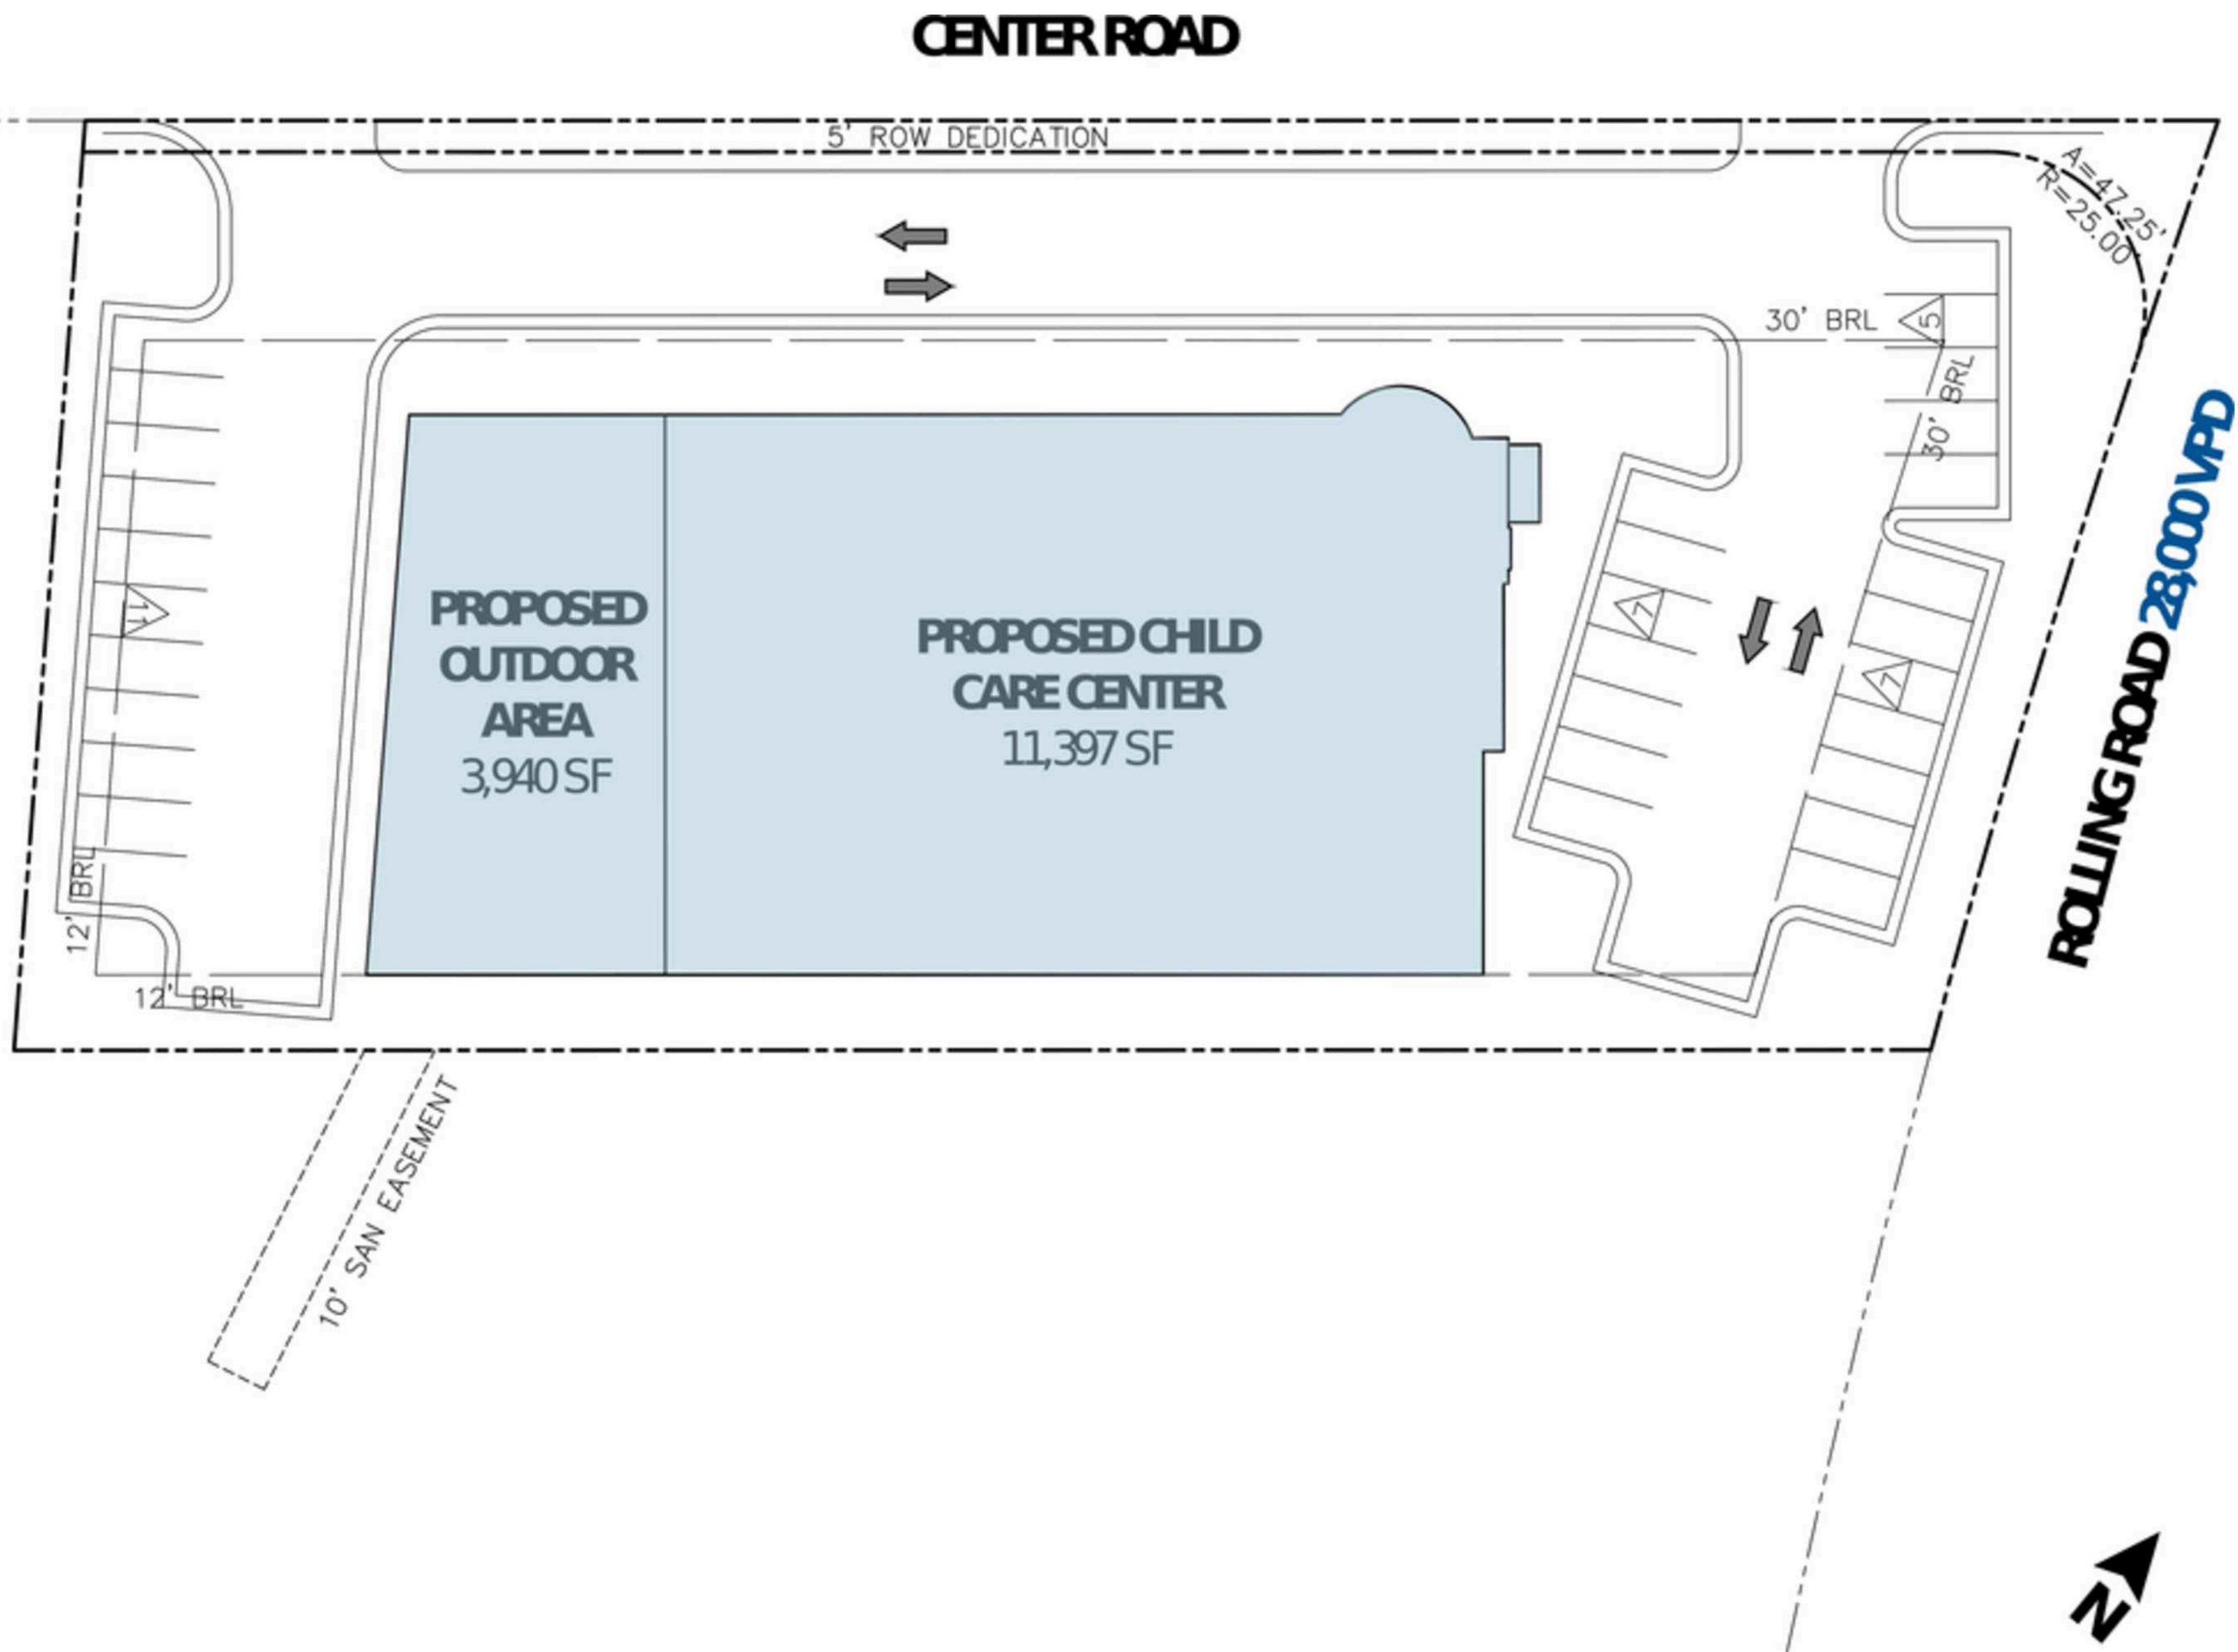 CENTER ROAD
5' ROW DEDICATION
A=47.25'
R=25.00'
30' BRL
5
30' BRL
ROLLING ROAD 28,000 VPD
PROPOSED
OUTDOOR
AREA
3,940 SF
PROPOSED CHILD
CARE CENTER
11,397 SF
11
7
7
12' BRL
12' BRL
10' SAN EASEMENT
N